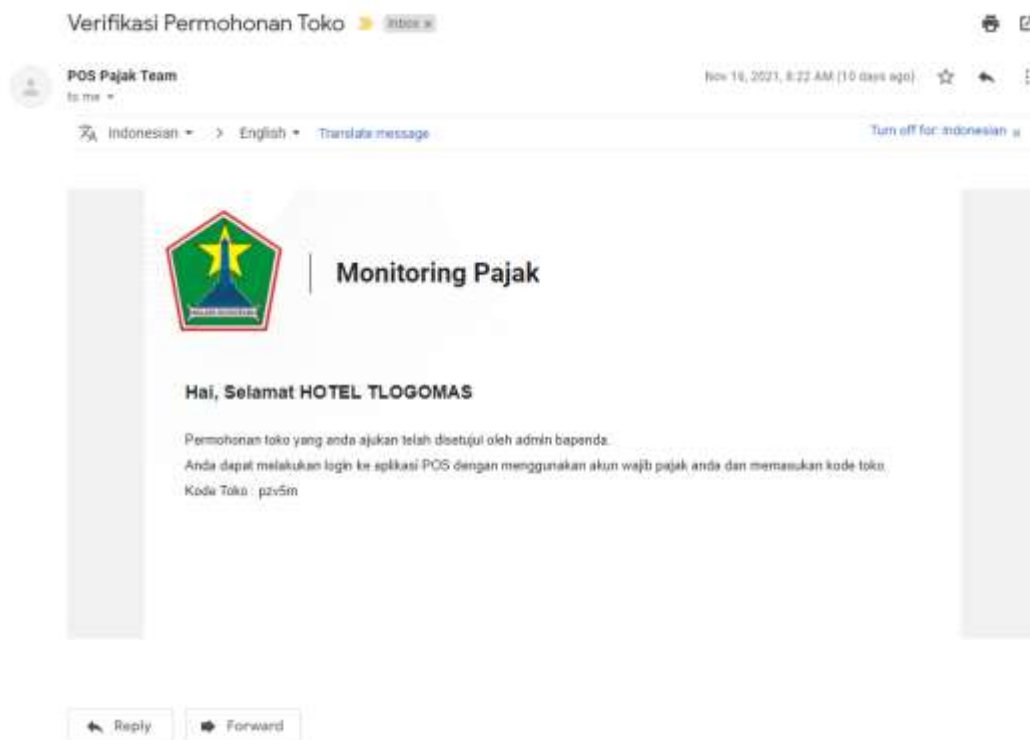 Verifikasi Permohonan Toko Inbox x
POS Pajak Team
Nov 16, 2021, 8:22 AM (10 days ago)
to me
Indonesian > English Translate message
Turn off for: Indonesian x
Monitoring Pajak
Hai, Selamat HOTEL TLOGOMAS
Permohonan toko yang anda ajukan telah disetujui oleh admin bapenda.
Anda dapat melakukan login ke aplikasi POS dengan menggunakan akun wajib pajak anda dan memasukan kode toko.
Kode Toko : pzv5m
Reply Forward